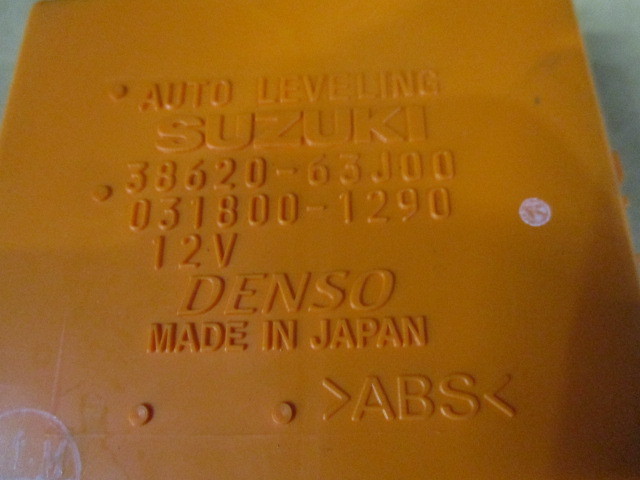 AUTO LEVELING
SUZUKI
38620-63J00
031800-1290
12V
DENSO
MADE IN JAPAN
>ABS<